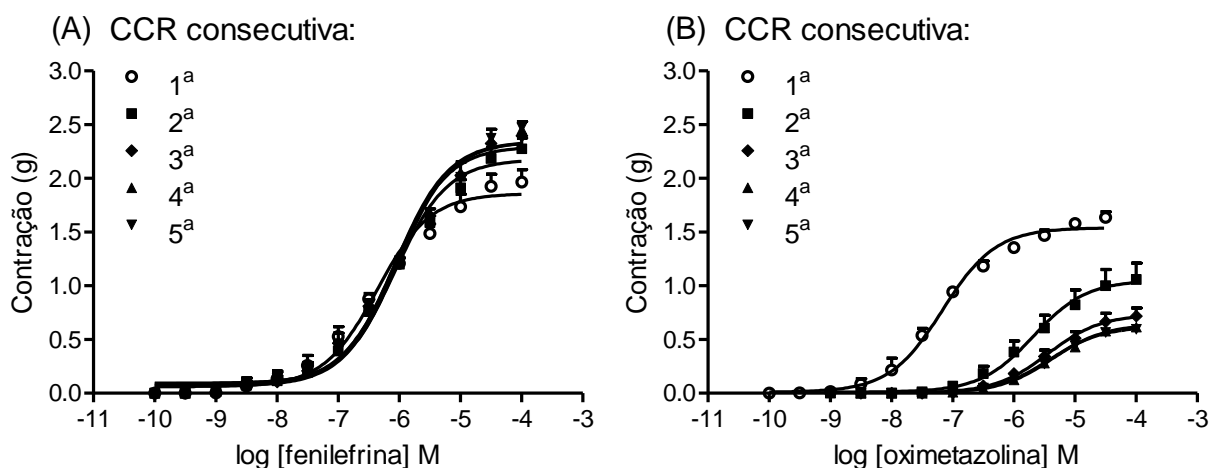 (A) CCR consecutiva:
3.0
2.5
2.0
1.5
1.0
0.5
0.0
Contração (g)
1ª
2ª
3ª
4ª
5ª
-11 -10 -9 -8 -7 -6 -5 -4 -3
log [fenilefrina] M
(B) CCR consecutiva:
3.0
2.5
2.0
1.5
1.0
0.5
0.0
Contração (g)
1ª
2ª
3ª
4ª
5ª
-11 -10 -9 -8 -7 -6 -5 -4 -3
log [oximetazolina] M